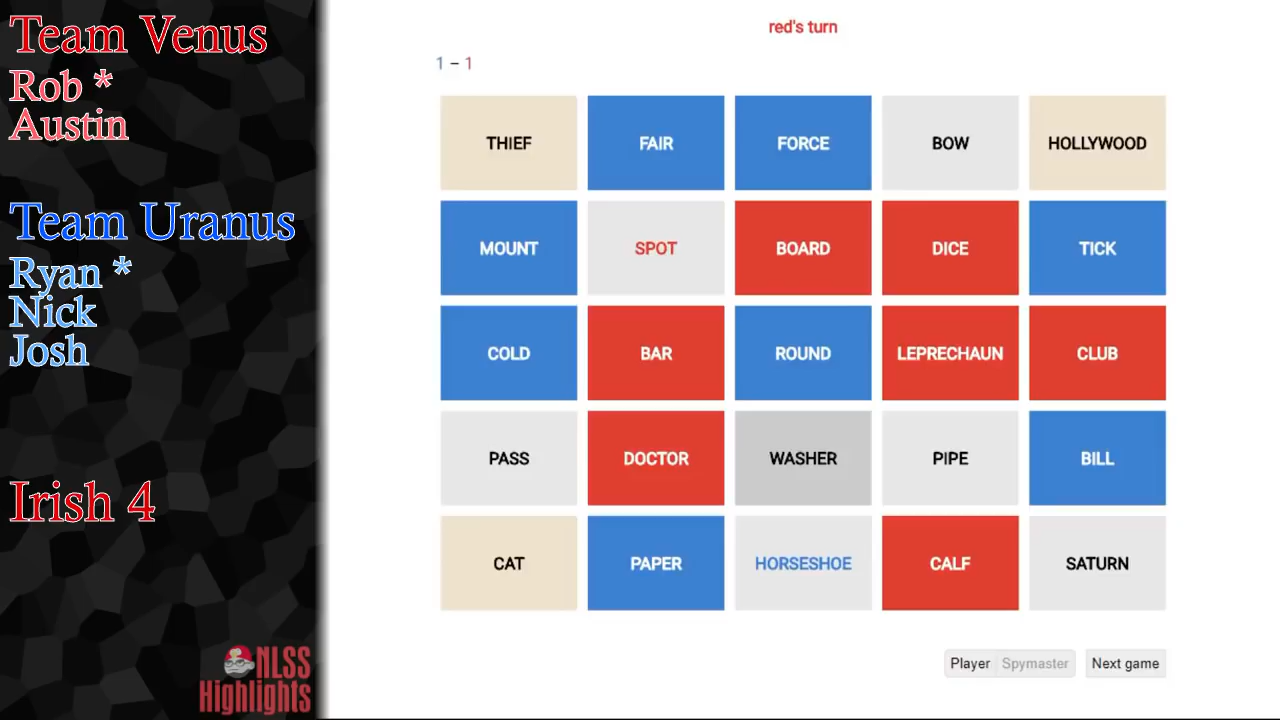 Team Venus
Rob *
Austin
Team Uranus
Ryan *
Nick
Josh
Irish 4
NLSS
Highlights
red's turn
1 – 1
THIEF FAIR FORCE BOW HOLLYWOOD
MOUNT SPOT BOARD DICE TICK
COLD BAR ROUND LEPRECHAUN CLUB
PASS DOCTOR WASHER PIPE BILL
CAT PAPER HORSESHOE CALF SATURN
Player Spymaster Next game